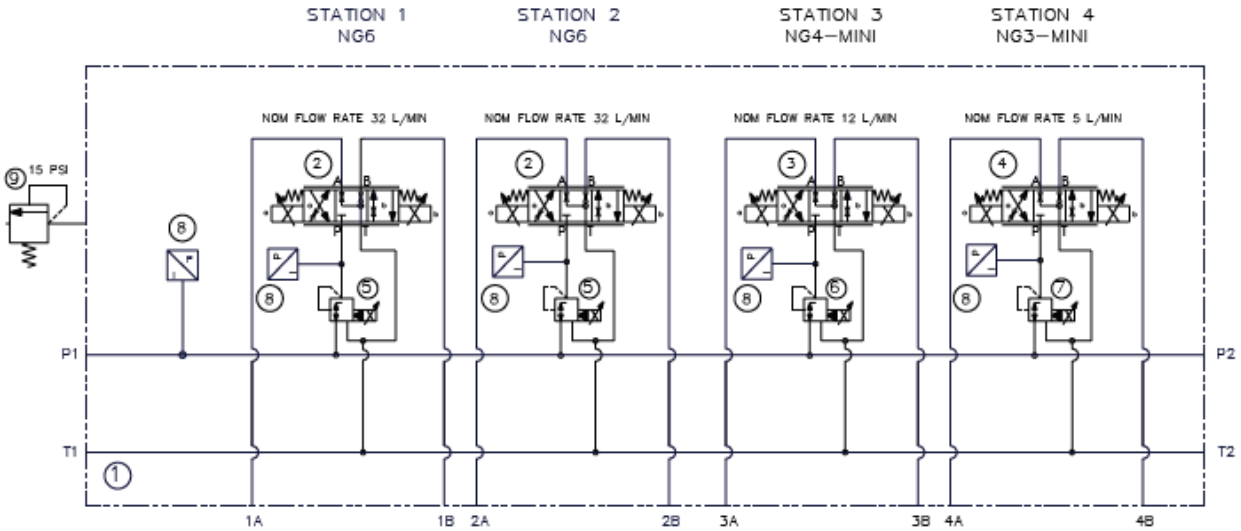 STATION 1
NG6
STATION 2
NG6
STATION 3
NG4-MINI
STATION 4
NG3-MINI
NOM FLOW RATE 32 L/MIN
NOM FLOW RATE 32 L/MIN
NOM FLOW RATE 12 L/MIN
NOM FLOW RATE 5 L/MIN
9 15 PSI
2 2 3 4
A B A B A B A B
a b a b a b a b
P T P T P T P T
8
P P P P
8 5 8 5 8 6 8 7
P1 P2
T1 T2
1
1A 1B 2A 2B 3A 3B 4A 4B